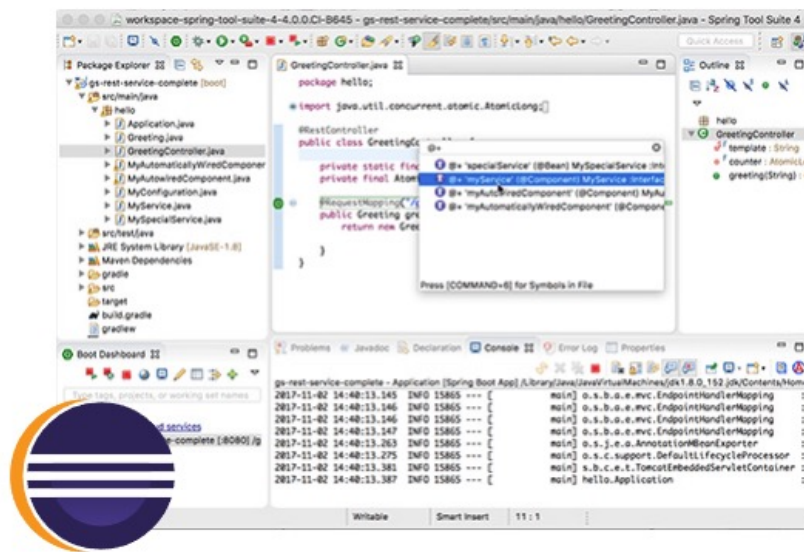 workspace-spring-tool-suite-4-4.0.0.CI-B645 - gs-rest-service-complete/src/main/java/hello/GreetingController.java - Spring Tool Suite 4
Quick Access
Package Explorer
gs-rest-service-complete [boot]
src/main/java
hello
Application.java
Greeting.java
GreetingController.java
MyAutomaticallyWiredComponen
MyAutowiredComponent.java
MyConfiguration.java
MyService.java
MySpecialService.java
src/test/java
JRE System Library [JavaSE-1.8]
Maven Dependencies
gradle
src
target
build.gradle
gradlew
GreetingController.java
package hello;
import java.util.concurrent.atomic.AtomicLong;
@RestController
public class GreetingController {
private static fin
private final Atom
@RequestMapping("/g
public Greeting gre
return new Gree
}
}
@+
@+ 'specialService' (@Bean) MySpecialService :Inte
@+ 'myService' (@Component) MyService :Interfac
@+ 'myAutowiredComponent' (@Component) MyAu
@+ 'myAutomaticallyWiredComponent' (@Compone
Press [COMMAND+6] for Symbols in File
Outline
hello
GreetingController
template : String
counter : AtomicLo
greeting(String) :
Boot Dashboard
Type tags, projects, or working set names
d services
e-complete [:8080] /g
Problems
Javadoc
Declaration
Console
Error Log
Properties
gs-rest-service-complete - Application [Spring Boot App] /Library/Java/JavaVirtualMachines/jdk1.8.0_152.jdk/Contents/Home
2017-11-02 14:40:13.145 INFO 15865 --- [ main] o.s.b.a.e.mvc.EndpointHandlerMapping :
2017-11-02 14:40:13.146 INFO 15865 --- [ main] o.s.b.a.e.mvc.EndpointHandlerMapping :
2017-11-02 14:40:13.146 INFO 15865 --- [ main] o.s.b.a.e.mvc.EndpointHandlerMapping :
2017-11-02 14:40:13.147 INFO 15865 --- [ main] o.s.b.a.e.mvc.EndpointHandlerMapping :
2017-11-02 14:40:13.263 INFO 15865 --- [ main] o.s.j.e.a.AnnotationMBeanExporter :
2017-11-02 14:40:13.275 INFO 15865 --- [ main] o.s.c.support.DefaultLifecycleProcessor :
2017-11-02 14:40:13.381 INFO 15865 --- [ main] s.b.c.e.t.TomcatEmbeddedServletContainer :
2017-11-02 14:40:13.387 INFO 15865 --- [ main] hello.Application :
Writable
Smart Insert
11 : 1